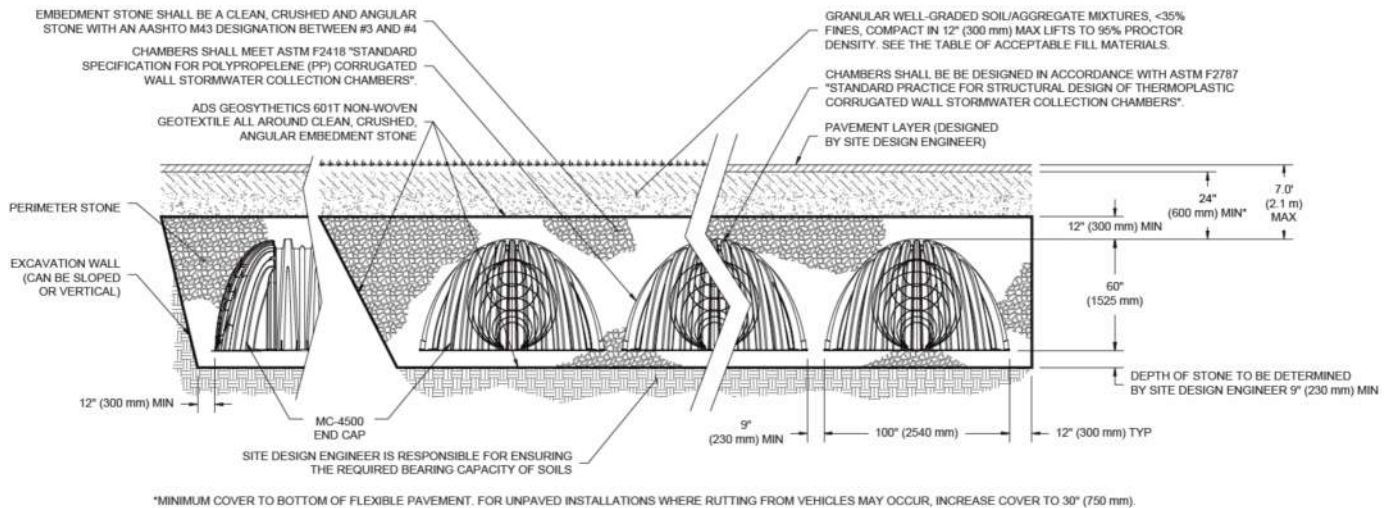 EMBEDMENT STONE SHALL BE A CLEAN, CRUSHED AND ANGULAR
STONE WITH AN AASHTO M43 DESIGNATION BETWEEN #3 AND #4
CHAMBERS SHALL MEET ASTM F2418 "STANDARD
SPECIFICATION FOR POLYPROPELENE (PP) CORRUGATED
WALL STORMWATER COLLECTION CHAMBERS".
ADS GEOSYTHETICS 601T NON-WOVEN
GEOTEXTILE ALL AROUND CLEAN, CRUSHED,
ANGULAR EMBEDMENT STONE
GRANULAR WELL-GRADED SOIL/AGGREGATE MIXTURES, <35%
FINES, COMPACT IN 12" (300 mm) MAX LIFTS TO 95% PROCTOR
DENSITY. SEE THE TABLE OF ACCEPTABLE FILL MATERIALS.
CHAMBERS SHALL BE BE DESIGNED IN ACCORDANCE WITH ASTM F2787
"STANDARD PRACTICE FOR STRUCTURAL DESIGN OF THERMOPLASTIC
CORRUGATED WALL STORMWATER COLLECTION CHAMBERS".
PAVEMENT LAYER (DESIGNED
BY SITE DESIGN ENGINEER)
PERIMETER STONE
EXCAVATION WALL
(CAN BE SLOPED
OR VERTICAL)
12" (300 mm) MIN
24"
(600 mm) MIN*
7.0'
(2.1 m)
MAX
60"
(1525 mm)
DEPTH OF STONE TO BE DETERMINED
BY SITE DESIGN ENGINEER 9" (230 mm) MIN
12" (300 mm) MIN
MC-4500
END CAP
9"
(230 mm) MIN
100" (2540 mm)
12" (300 mm) TYP
SITE DESIGN ENGINEER IS RESPONSIBLE FOR ENSURING
THE REQUIRED BEARING CAPACITY OF SOILS
*MINIMUM COVER TO BOTTOM OF FLEXIBLE PAVEMENT. FOR UNPAVED INSTALLATIONS WHERE RUTTING FROM VEHICLES MAY OCCUR, INCREASE COVER TO 30" (750 mm).